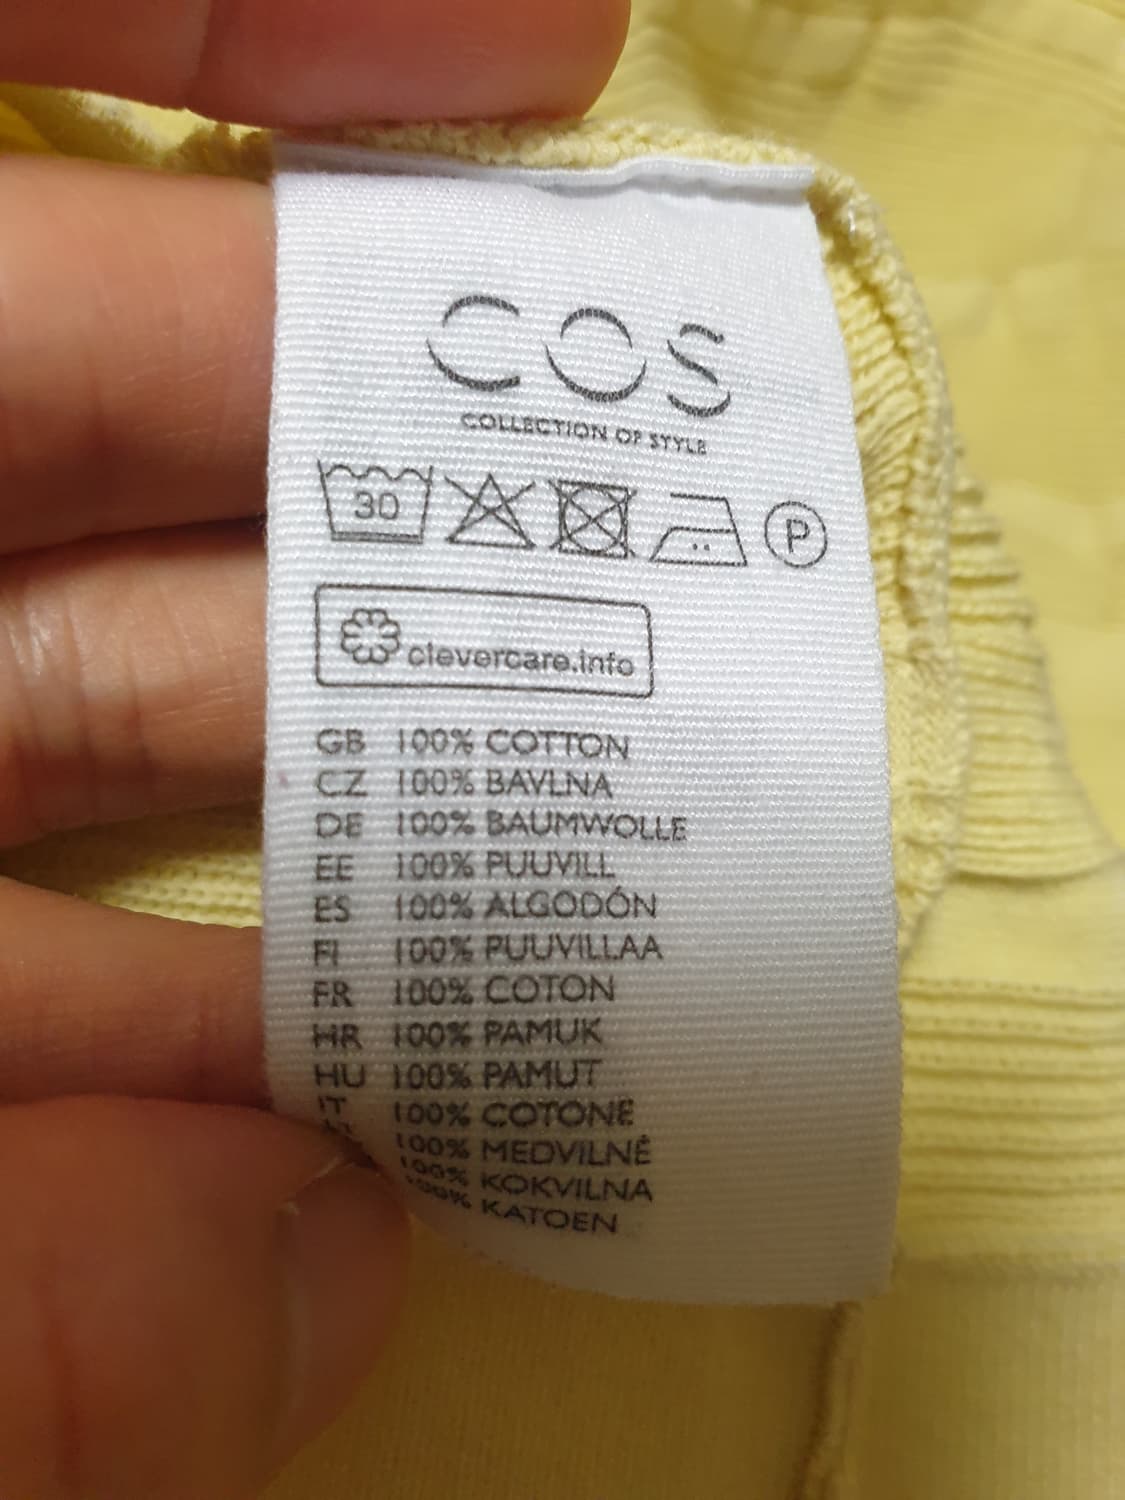 COS
COLLECTION OF STYLE
30
P
clevercare.info
GB 100% COTTON
CZ 100% BAVLNA
DE 100% BAUMWOLLE
EE 100% PUUVILL
ES 100% ALGODÓN
FI 100% PUUVILLAA
FR 100% COTON
HR 100% PAMUK
HU 100% PAMUT
IT 100% COTONE
100% MEDVILNĖ
100% KOKVILNA
100% KATOEN